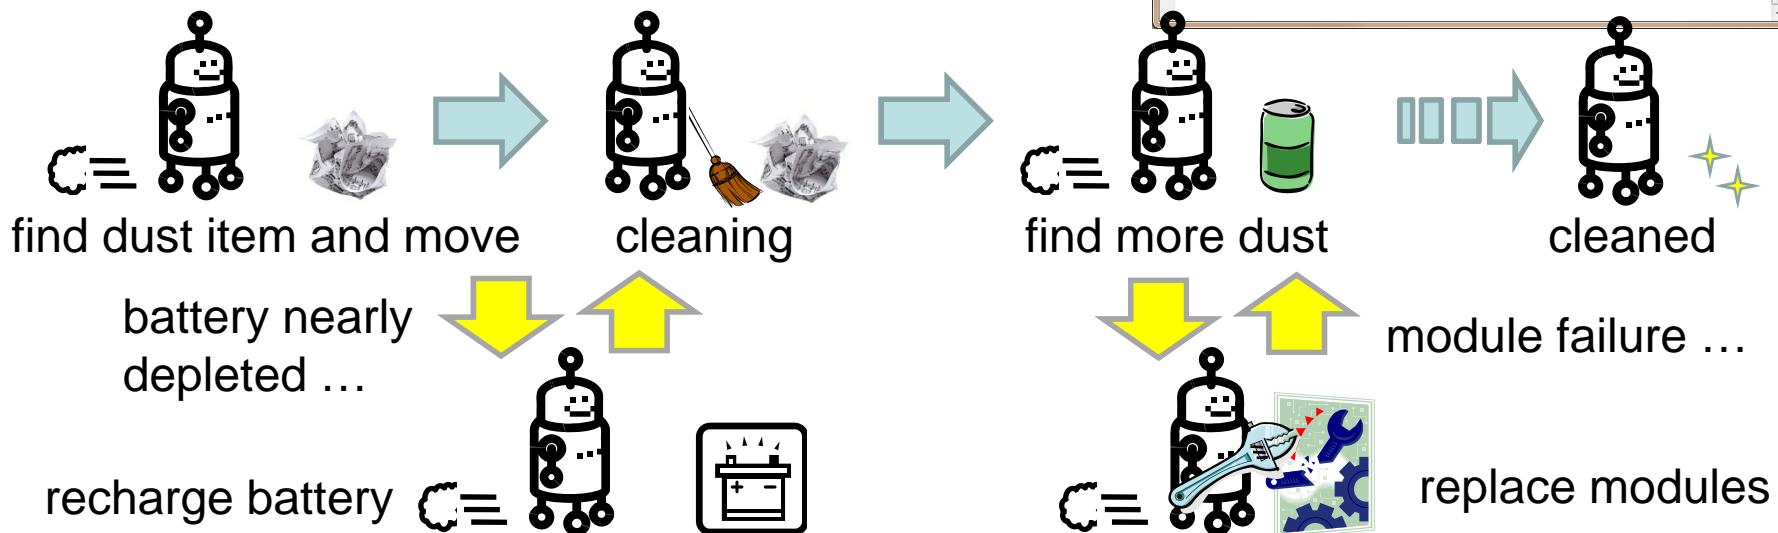 find dust item and move
cleaning
find more dust
cleaned
battery nearly
depleted …
module failure …
recharge battery
replace modules